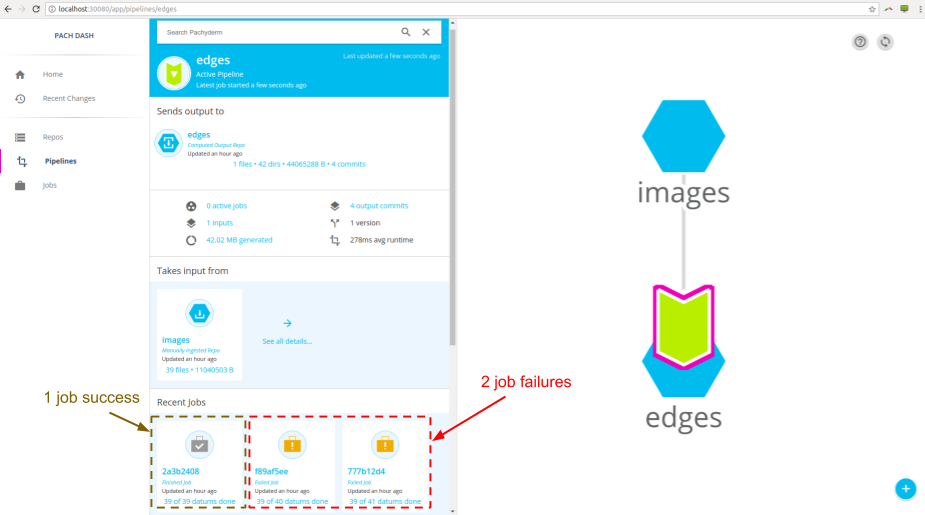 localhost:30080/app/pipelines/edges
PACH DASH
Home
Recent Changes
Repos
Pipelines
Jobs
Search Pachyderm
edges
Last updated a few seconds ago
Active Pipeline
Latest job started a few seconds ago
Sends output to
edges
Computed Output Repo
Updated an hour ago
1 files • 42 dirs • 44065288 B • 4 commits
0 active jobs
4 output commits
1 inputs
1 version
42.02 MB generated
278ms avg runtime
Takes input from
images
Manually Ingested Repo
Updated an hour ago
39 files • 11040503 B
See all details...
Recent Jobs
1 job success
2 job failures
2a3b2408
Finished Job
Updated an hour ago
39 of 39 datums done
f89af5ee
Failed Job
Updated an hour ago
39 of 40 datums done
777b12d4
Failed Job
Updated an hour ago
39 of 41 datums done
images
edges